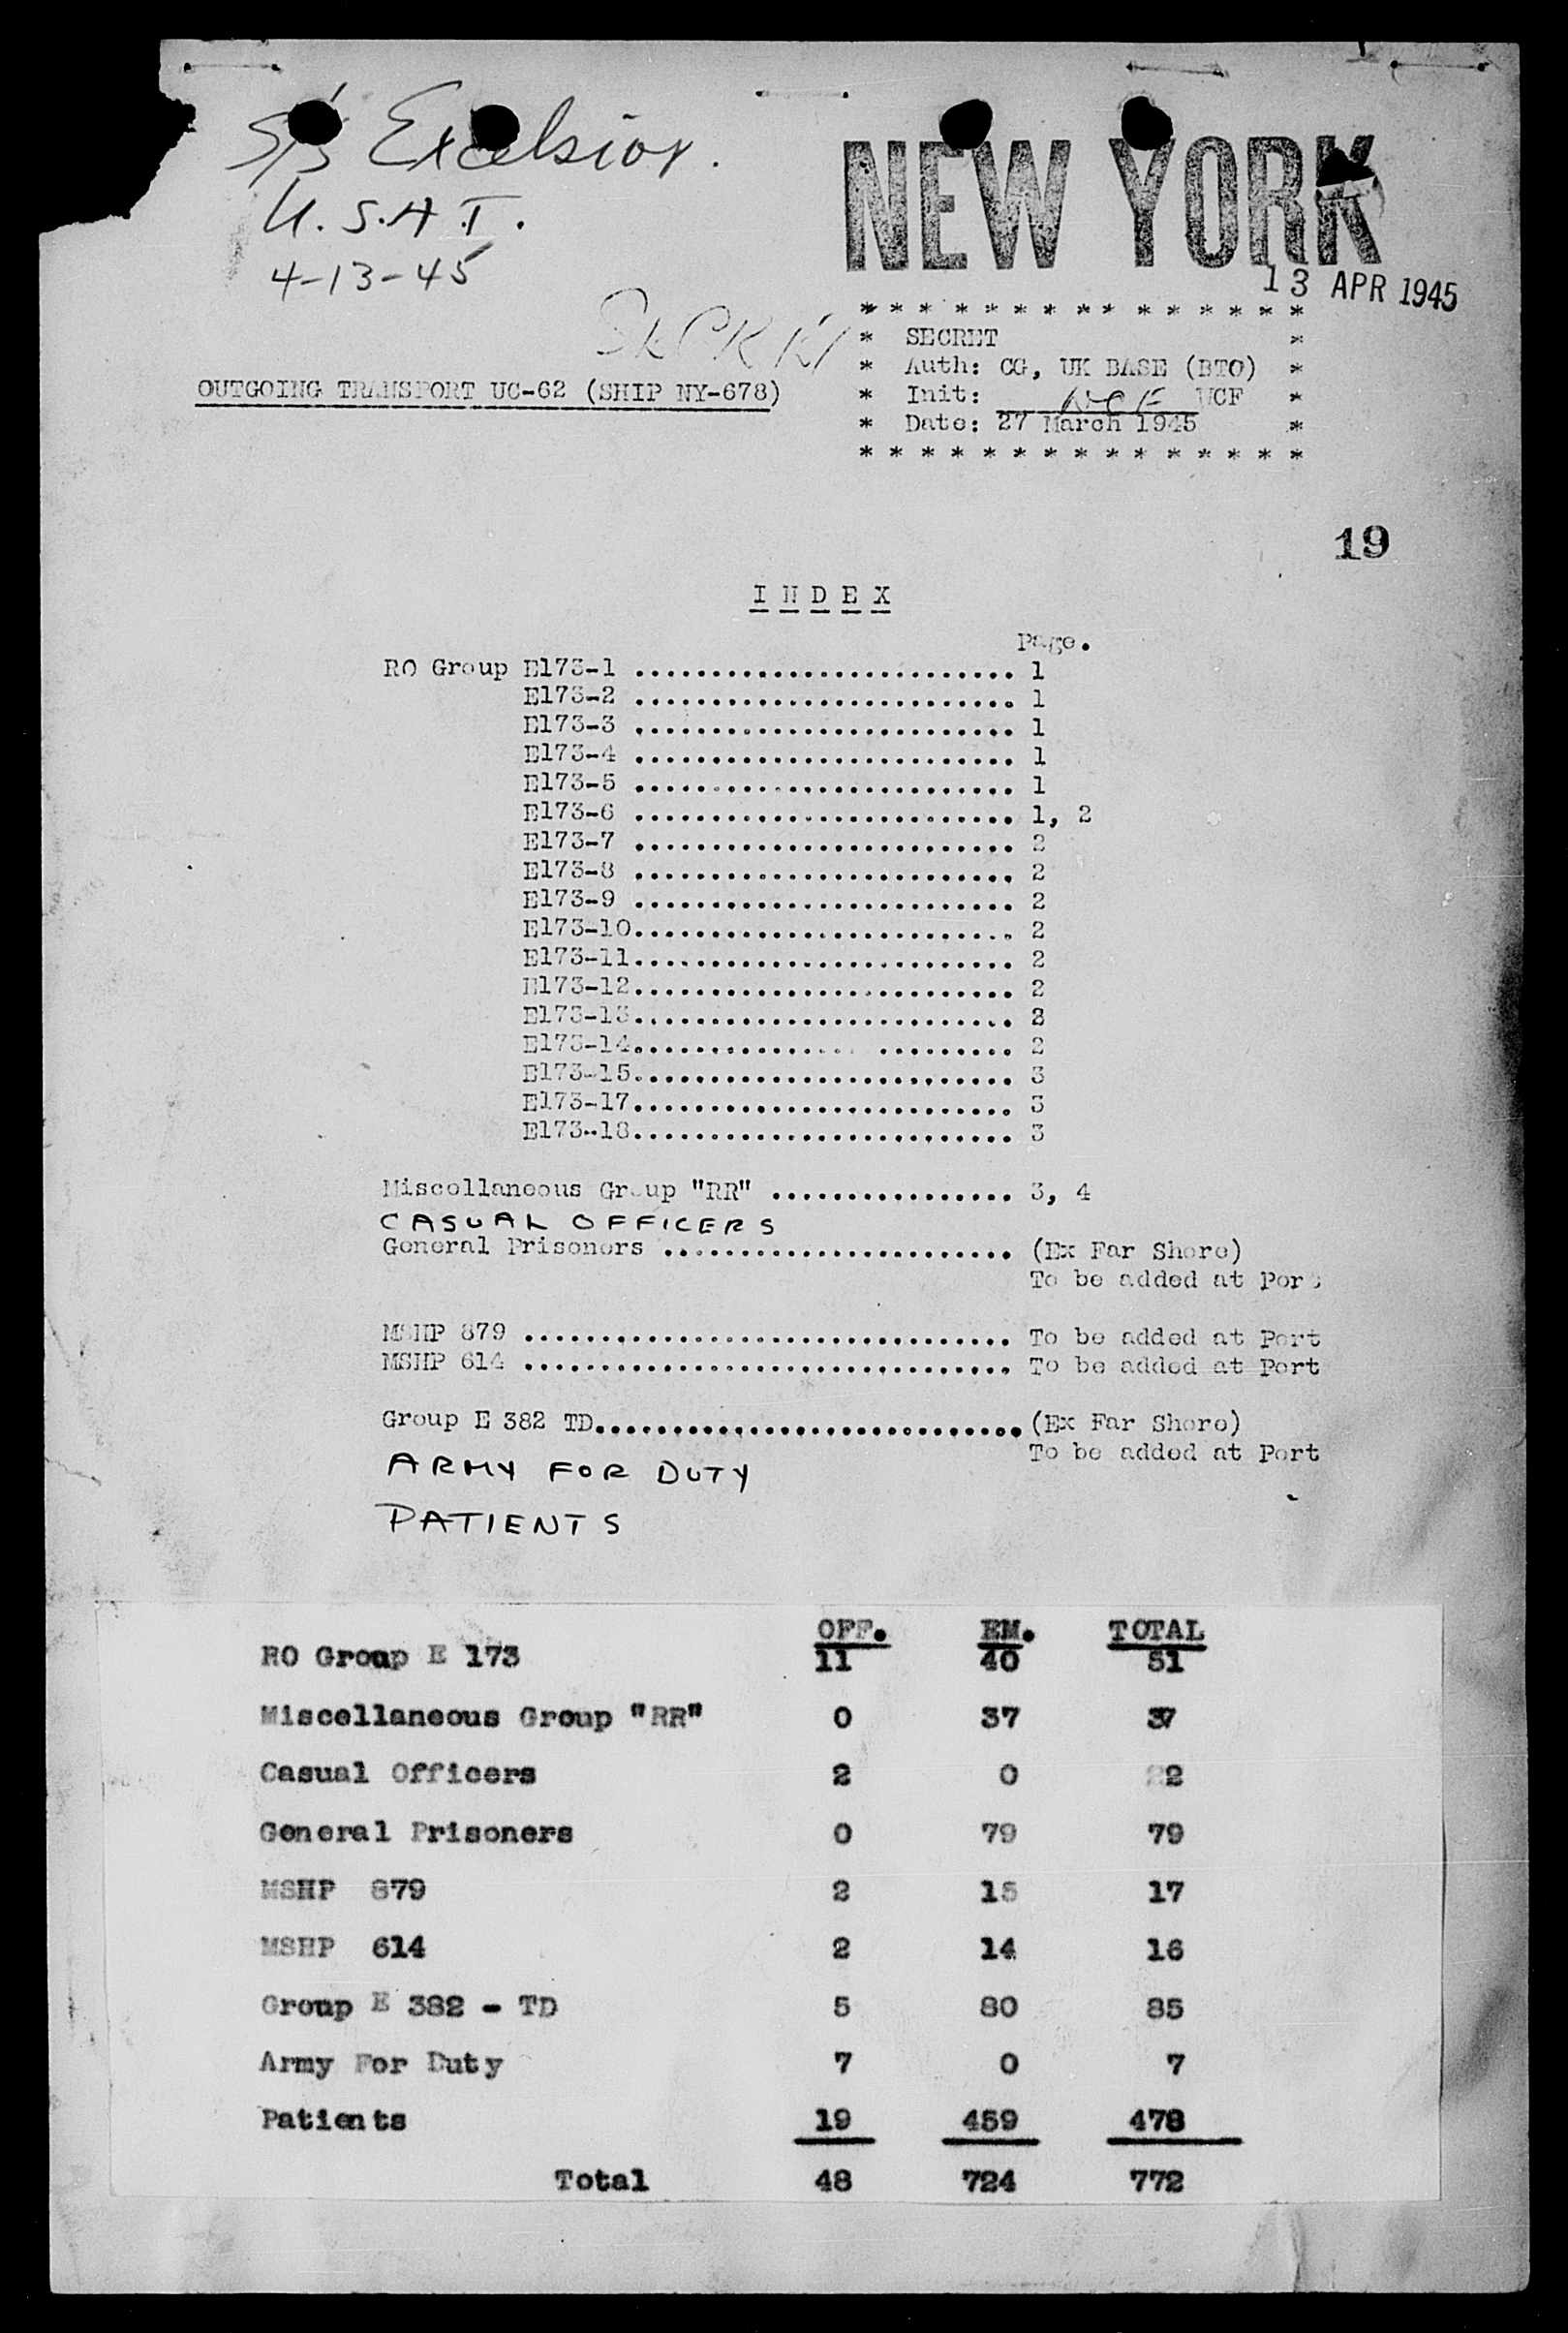 S/S Excelsior.
U.S.A.T.
4-13-45
NEW YORK
13 APR 1945
SECRET
* * * * * * * * * * * * * * *
* SECRET *
* Auth: CG, UK BASE (BTO) *
* Init: WCF WCF *
* Date: 27 March 1945 *
* * * * * * * * * * * * * * *
OUTGOING TRANSPORT UC-62 (SHIP NY-678)
19
INDEX
Page.
RO Group E173-1 ......................... 1
E173-2 ......................... 1
E173-3 ......................... 1
E173-4 ......................... 1
E173-5 ......................... 1
E173-6 ......................... 1, 2
E173-7 ......................... 2
E173-8 ......................... 2
E173-9 ......................... 2
E173-10......................... 2
E173-11......................... 2
E173-12......................... 2
E173-13......................... 2
E173-14......................... 2
E173-15......................... 3
E173-17......................... 3
E173-18......................... 3
Miscellaneous Group "RR" ................ 3, 4
CASUAL OFFICERS
General Prisoners ....................... (Ex Far Shore)
To be added at Port
MSHP 879 ................................ To be added at Port
MSHP 614 ................................ To be added at Port
Group E 382 TD............................ (Ex Far Shore)
To be added at Port
ARMY FOR DUTY
PATIENTS
OFF. EM. TOTAL
RO Group E 173 11 40 51
Miscellaneous Group "RR" 0 37 37
Casual Officers 2 0 2
General Prisoners 0 79 79
MSHP 879 2 15 17
MSHP 614 2 14 16
Group E 382 - TD 5 80 85
Army For Duty 7 0 7
Patients 19 459 478
Total 48 724 772